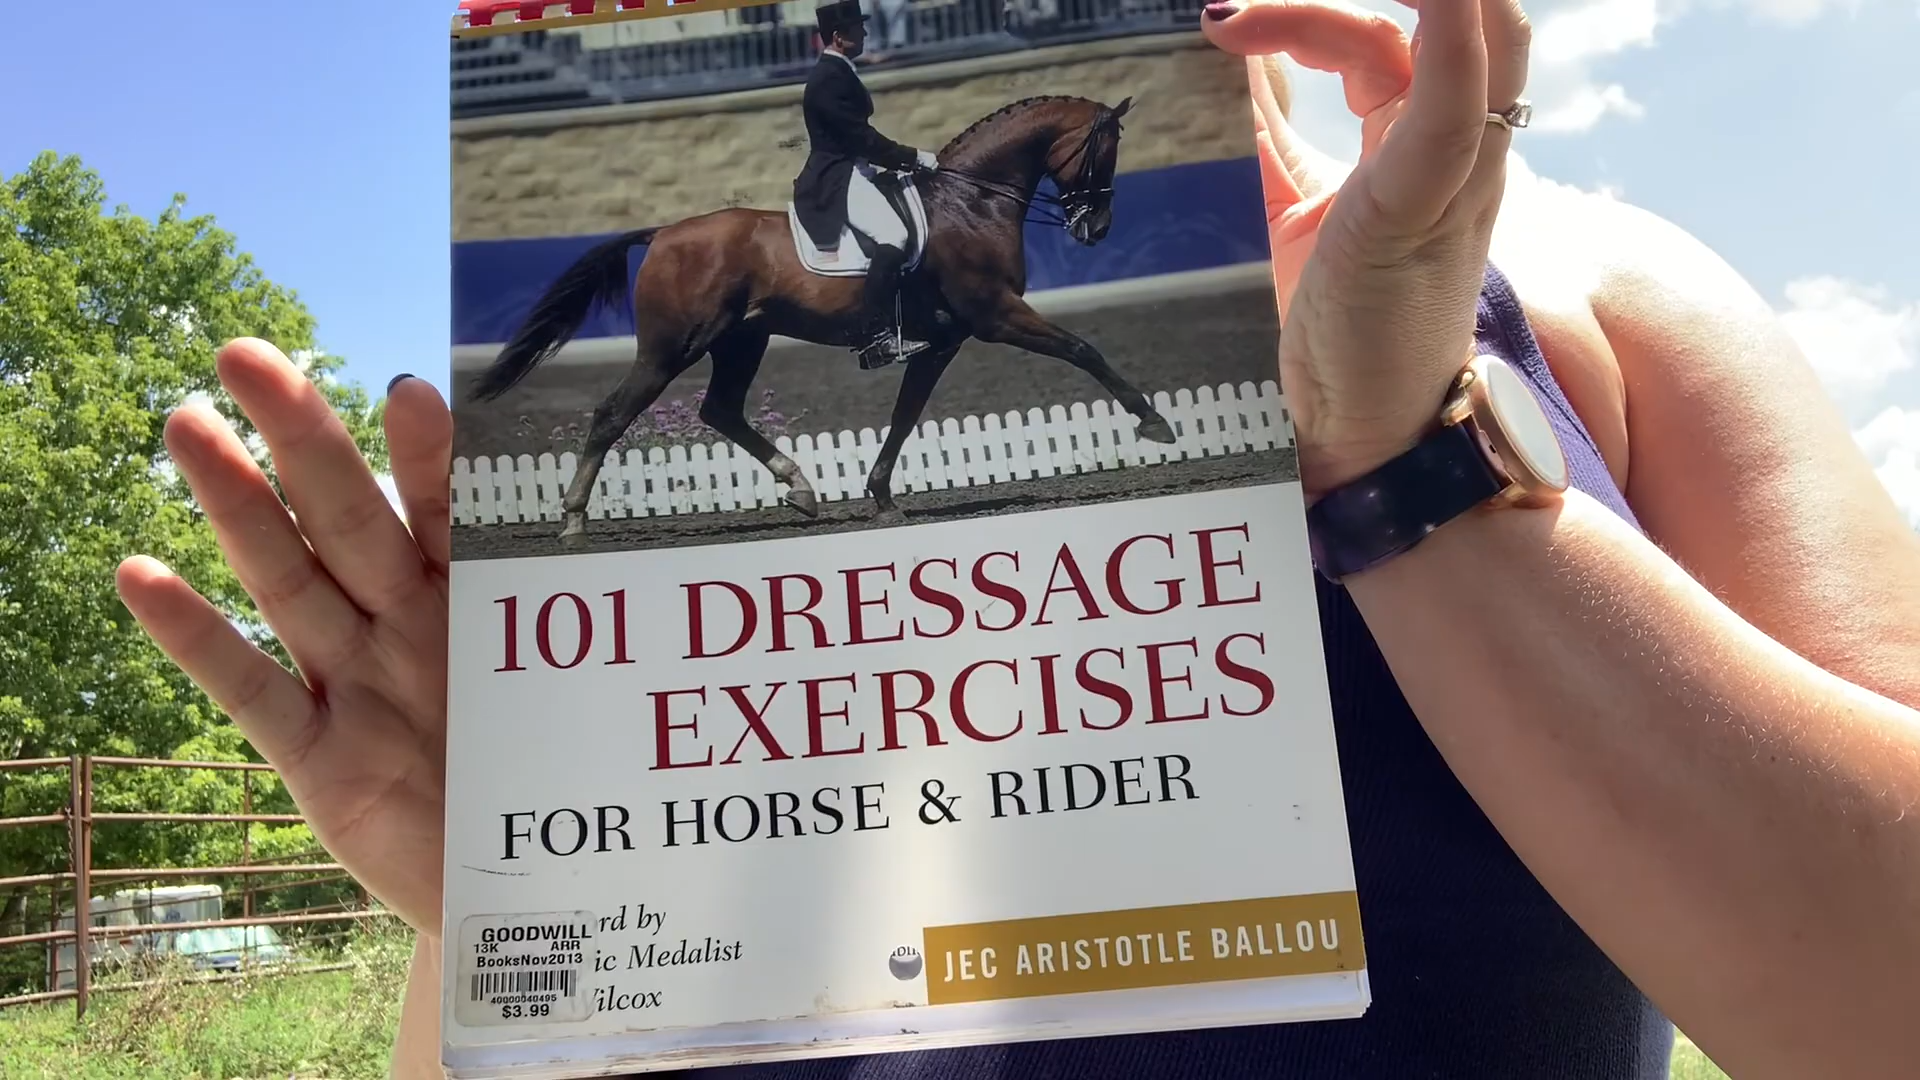 101 DRESSAGE
EXERCISES
FOR HORSE & RIDER
rd by
ic Medalist
ilcox
JEC ARISTOTLE BALLOU
GOODWILL
13K ARR
BooksNov2013
40000040495
$3.99